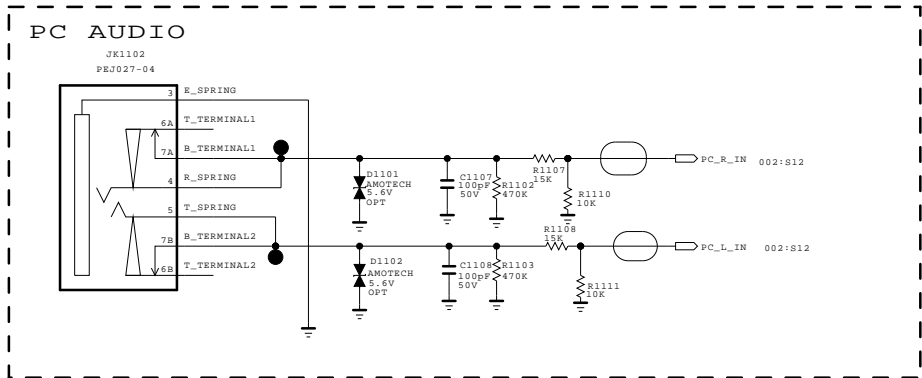 PC AUDIO
JK1102
PEJ027-04
3 E_SPRING
6A T_TERMINAL1
7A B_TERMINAL1
4 R_SPRING
5 T_SPRING
7B B_TERMINAL2
6B T_TERMINAL2
D1101
AMOTECH
5.6V
OPT
C1107
100pF
50V
R1102
470K
R1107
15K
R1110
10K
PC_R_IN 002:S12
D1102
AMOTECH
5.6V
OPT
C1108
100pF
50V
R1103
470K
R1108
15K
R1111
10K
PC_L_IN 002:S12